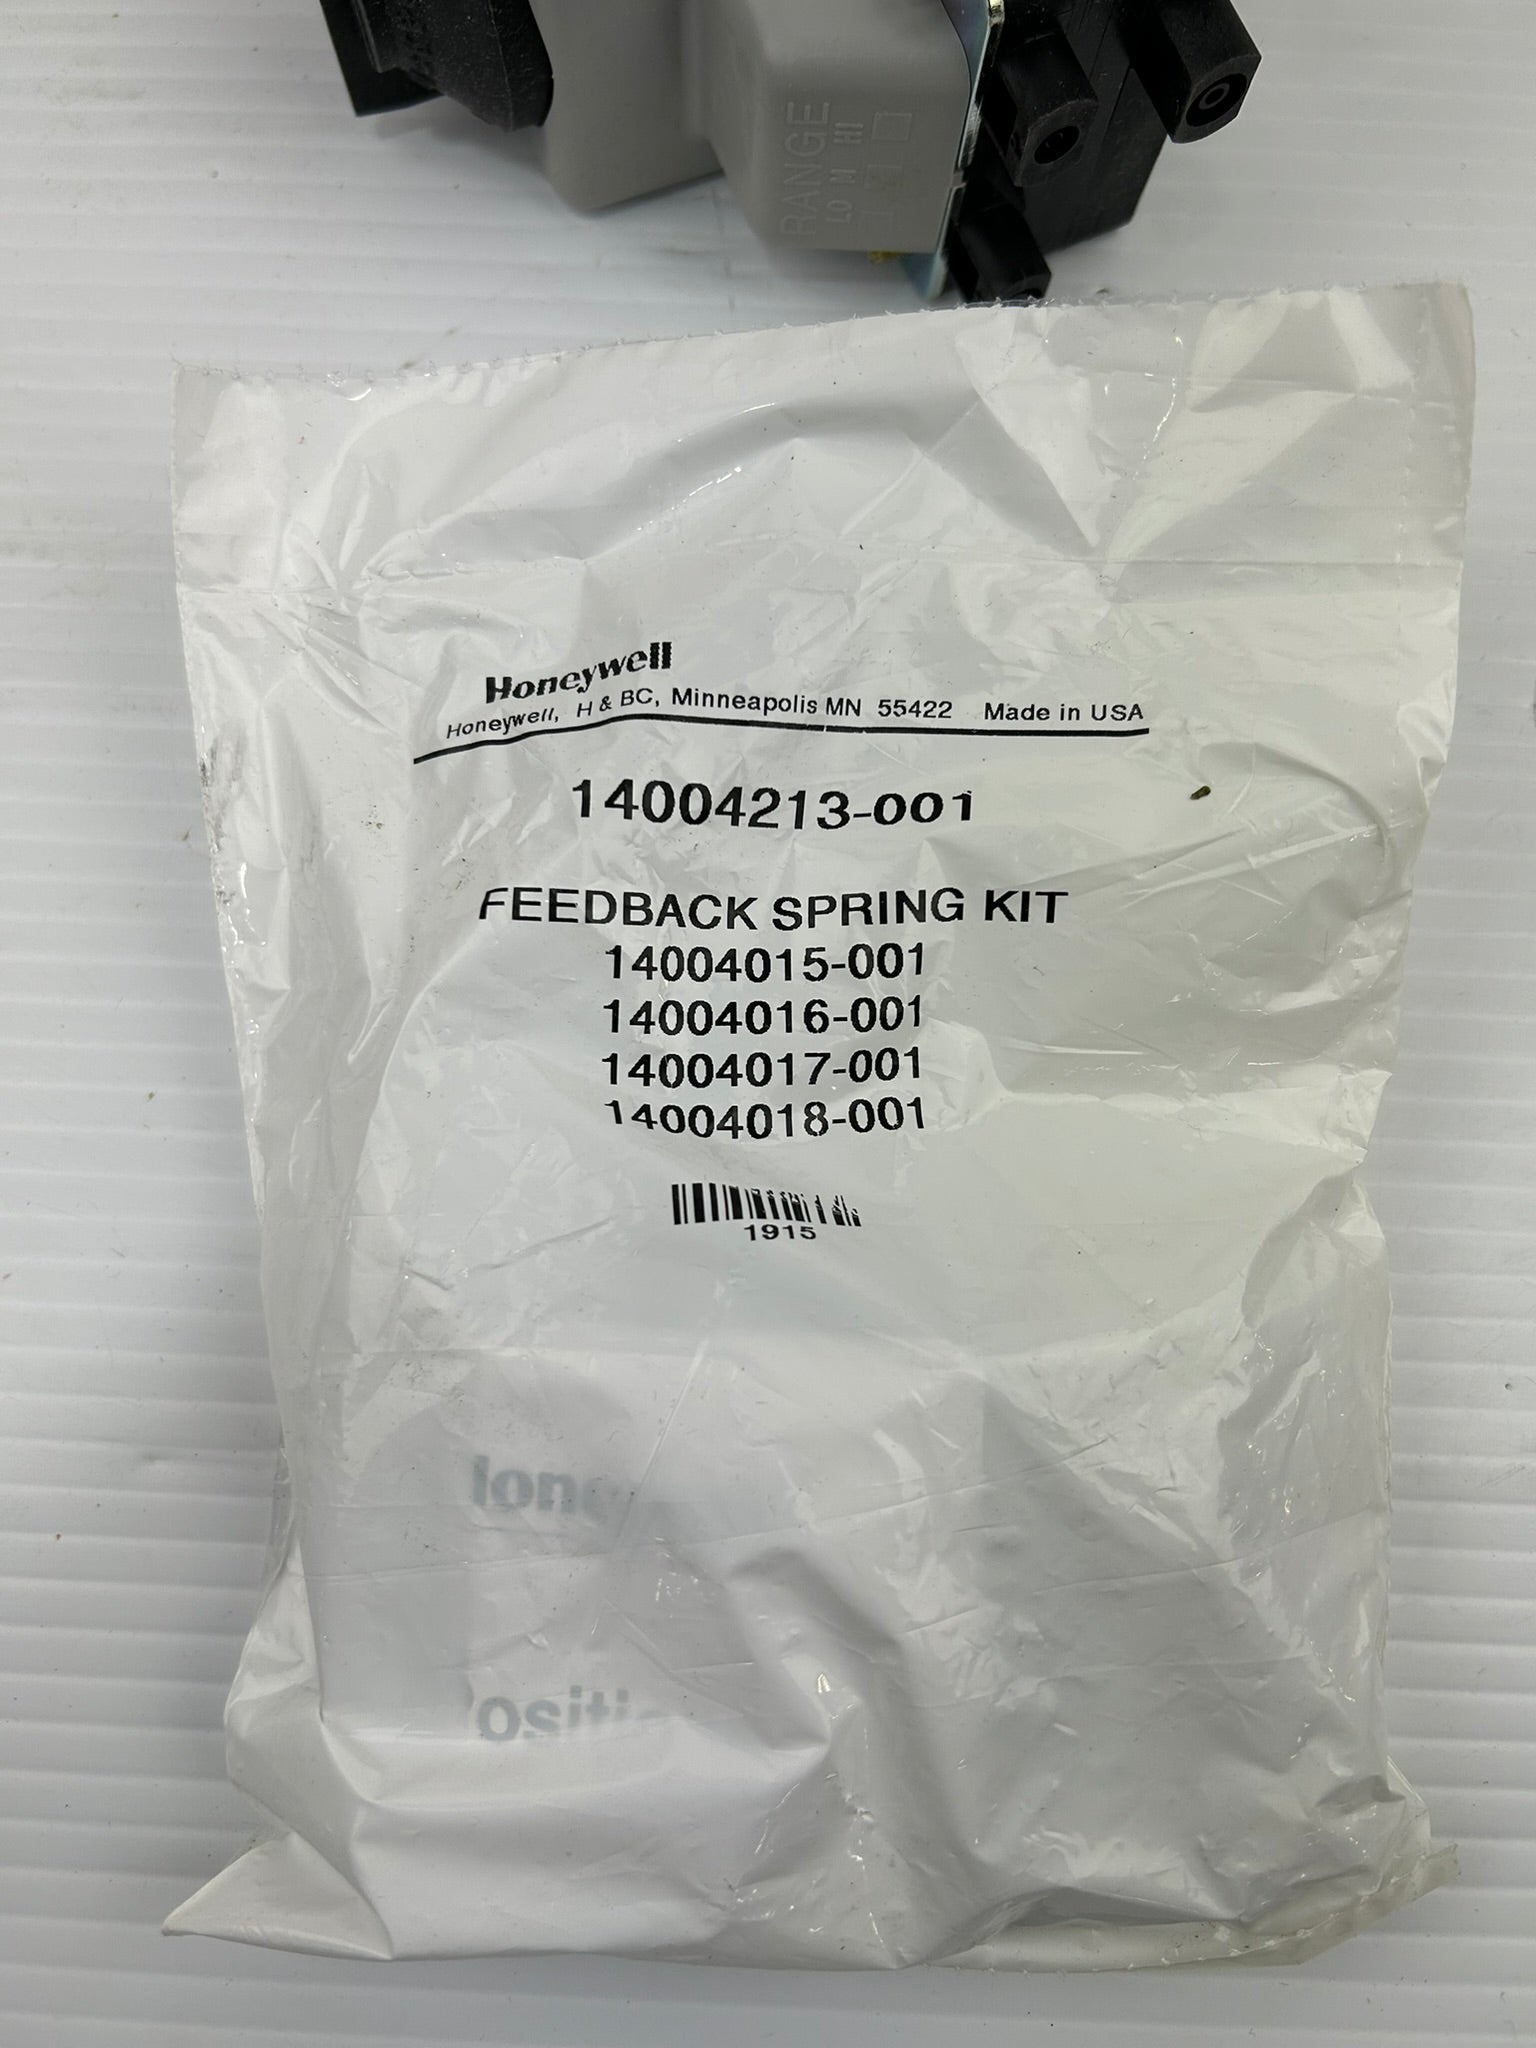 RANGE
LO M HI
Honeywell
Honeywell, H & BC, Minneapolis MN 55422 Made in USA
14004213-001
FEEDBACK SPRING KIT
14004015-001
14004016-001
14004017-001
14004018-001
1915